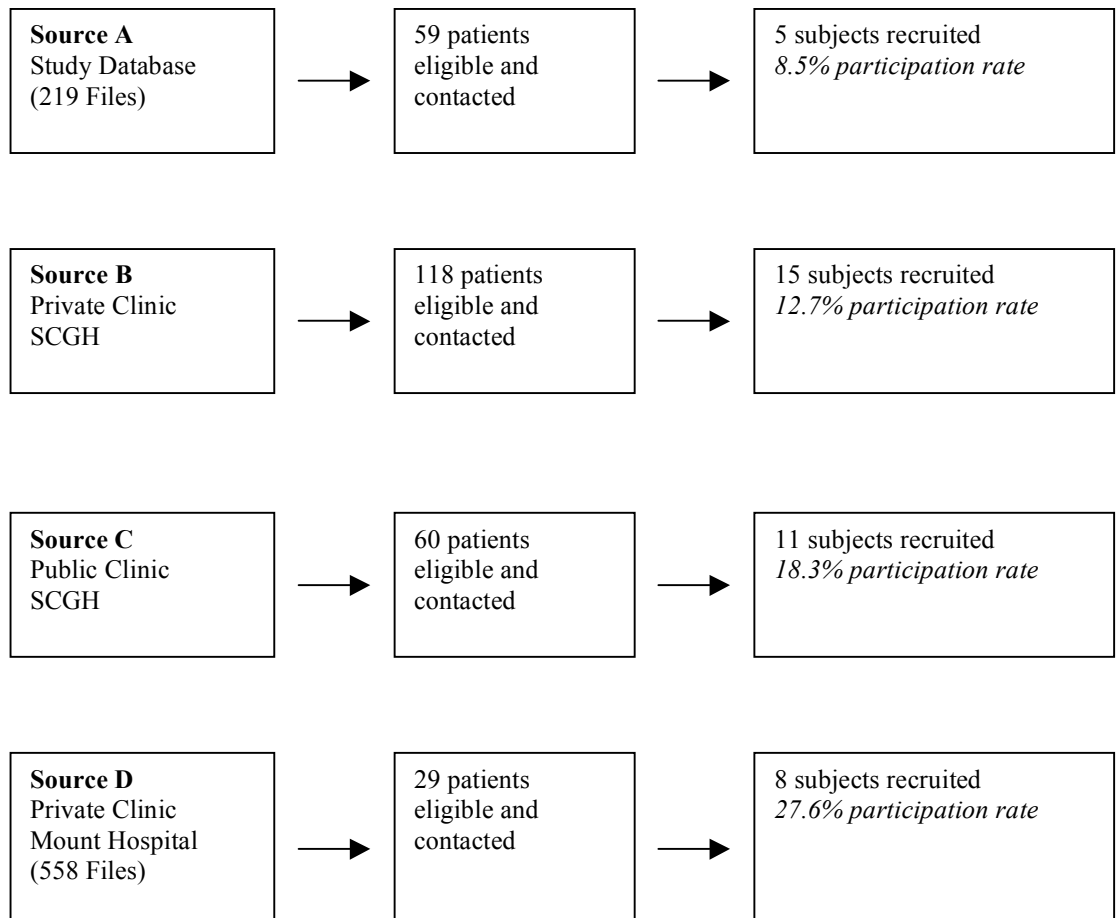 Source A
Study Database
(219 Files)
59 patients
eligible and
contacted
5 subjects recruited
8.5% participation rate
Source B
Private Clinic
SCGH
118 patients
eligible and
contacted
15 subjects recruited
12.7% participation rate
Source C
Public Clinic
SCGH
60 patients
eligible and
contacted
11 subjects recruited
18.3% participation rate
Source D
Private Clinic
Mount Hospital
(558 Files)
29 patients
eligible and
contacted
8 subjects recruited
27.6% participation rate